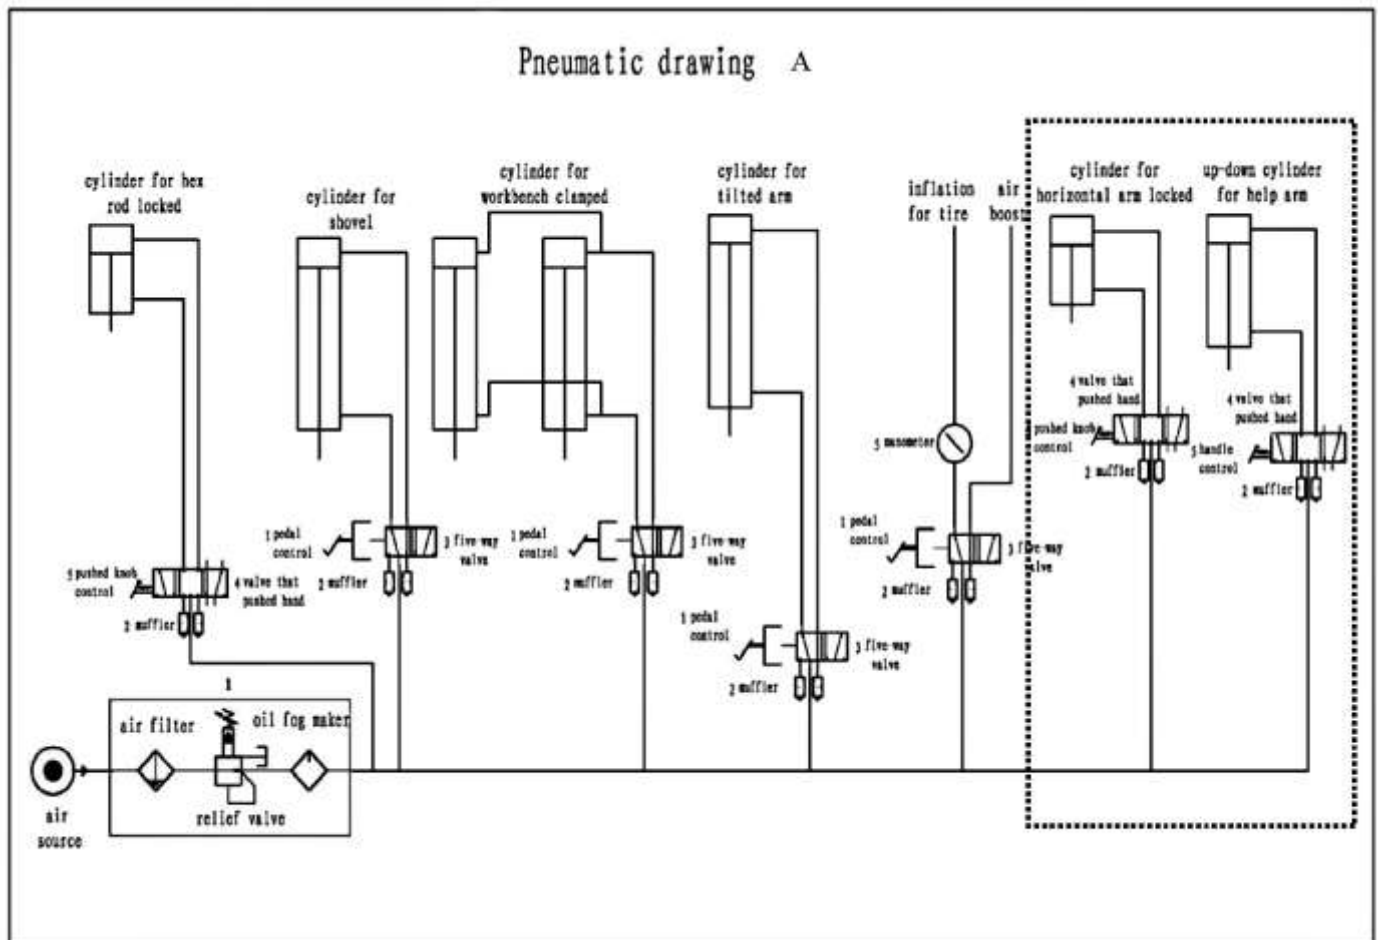 Pneumatic drawing A
cylinder for hex
rod locked
cylinder for
shovel
cylinder for
workbench clamped
cylinder for
tilted arm
inflation
for tire
air
boost
cylinder for
horizontal arm locked
up-down cylinder
for help arm
5 pushed knob
control
4 valve that
pushed hand
2 muffler
1 pedal
control
2 muffler
3 five-way
valve
1 pedal
control
2 muffler
3 five-way
valve
1 pedal
control
2 muffler
3 five-way
valve
5 manometer
1 pedal
control
2 muffler
3 five-way
alve
4 valve that
pushed hand
pushed knob
control
2 muffler
4 valve that
pushed hand
5 handle
control
2 muffler
1
air filter
oil fog maker
relief valve
air
source